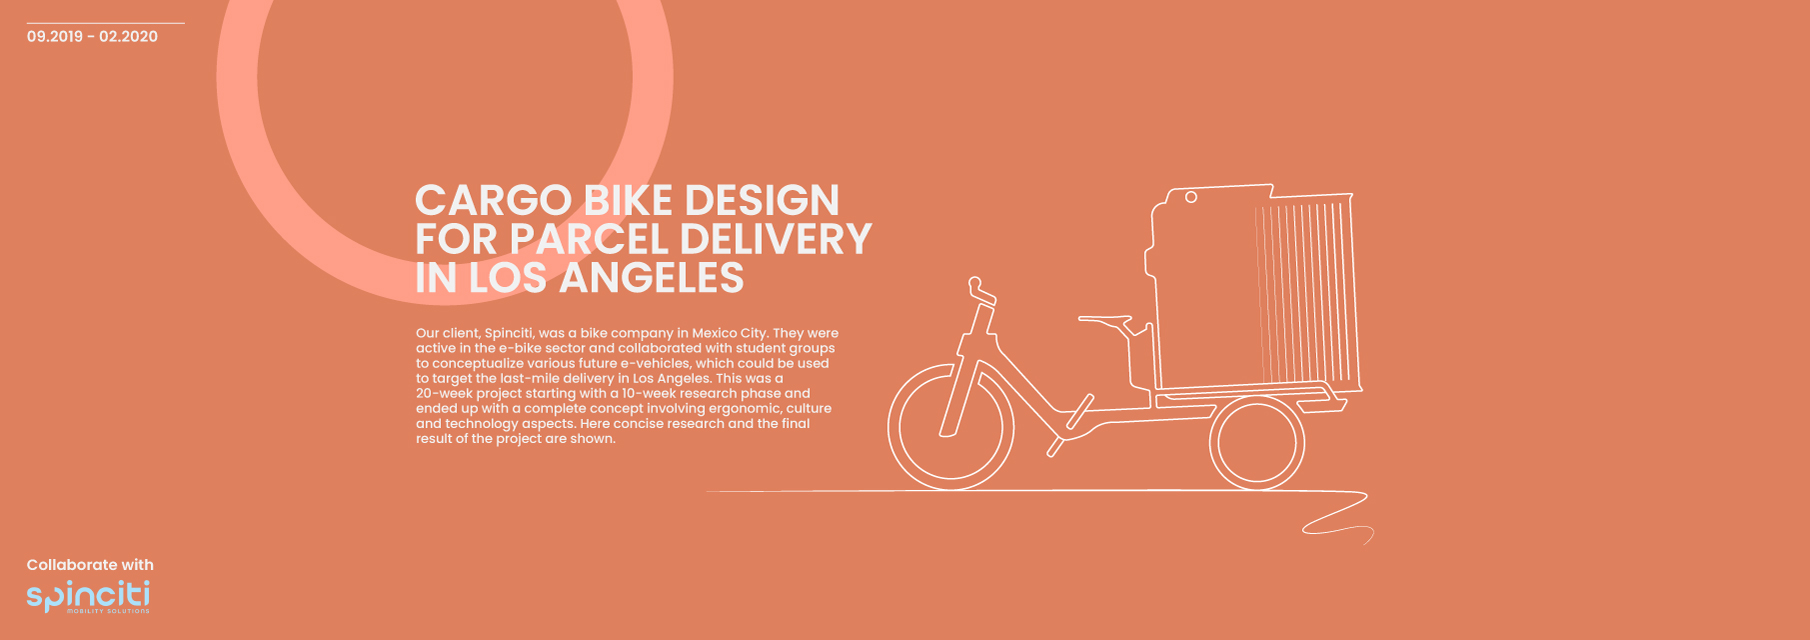 09.2019 - 02.2020
CARGO BIKE DESIGN
FOR PARCEL DELIVERY
IN LOS ANGELES
Our client, Spinciti, was a bike company in Mexico City. They were
active in the e-bike sector and collaborated with student groups
to conceptualize various future e-vehicles, which could be used
to target the last-mile delivery in Los Angeles. This was a
20-week project starting with a 10-week research phase and
ended up with a complete concept involving ergonomic, culture
and technology aspects. Here concise research and the final
result of the project are shown.
Collaborate with
spinciti
MOBILITY SOLUTIONS